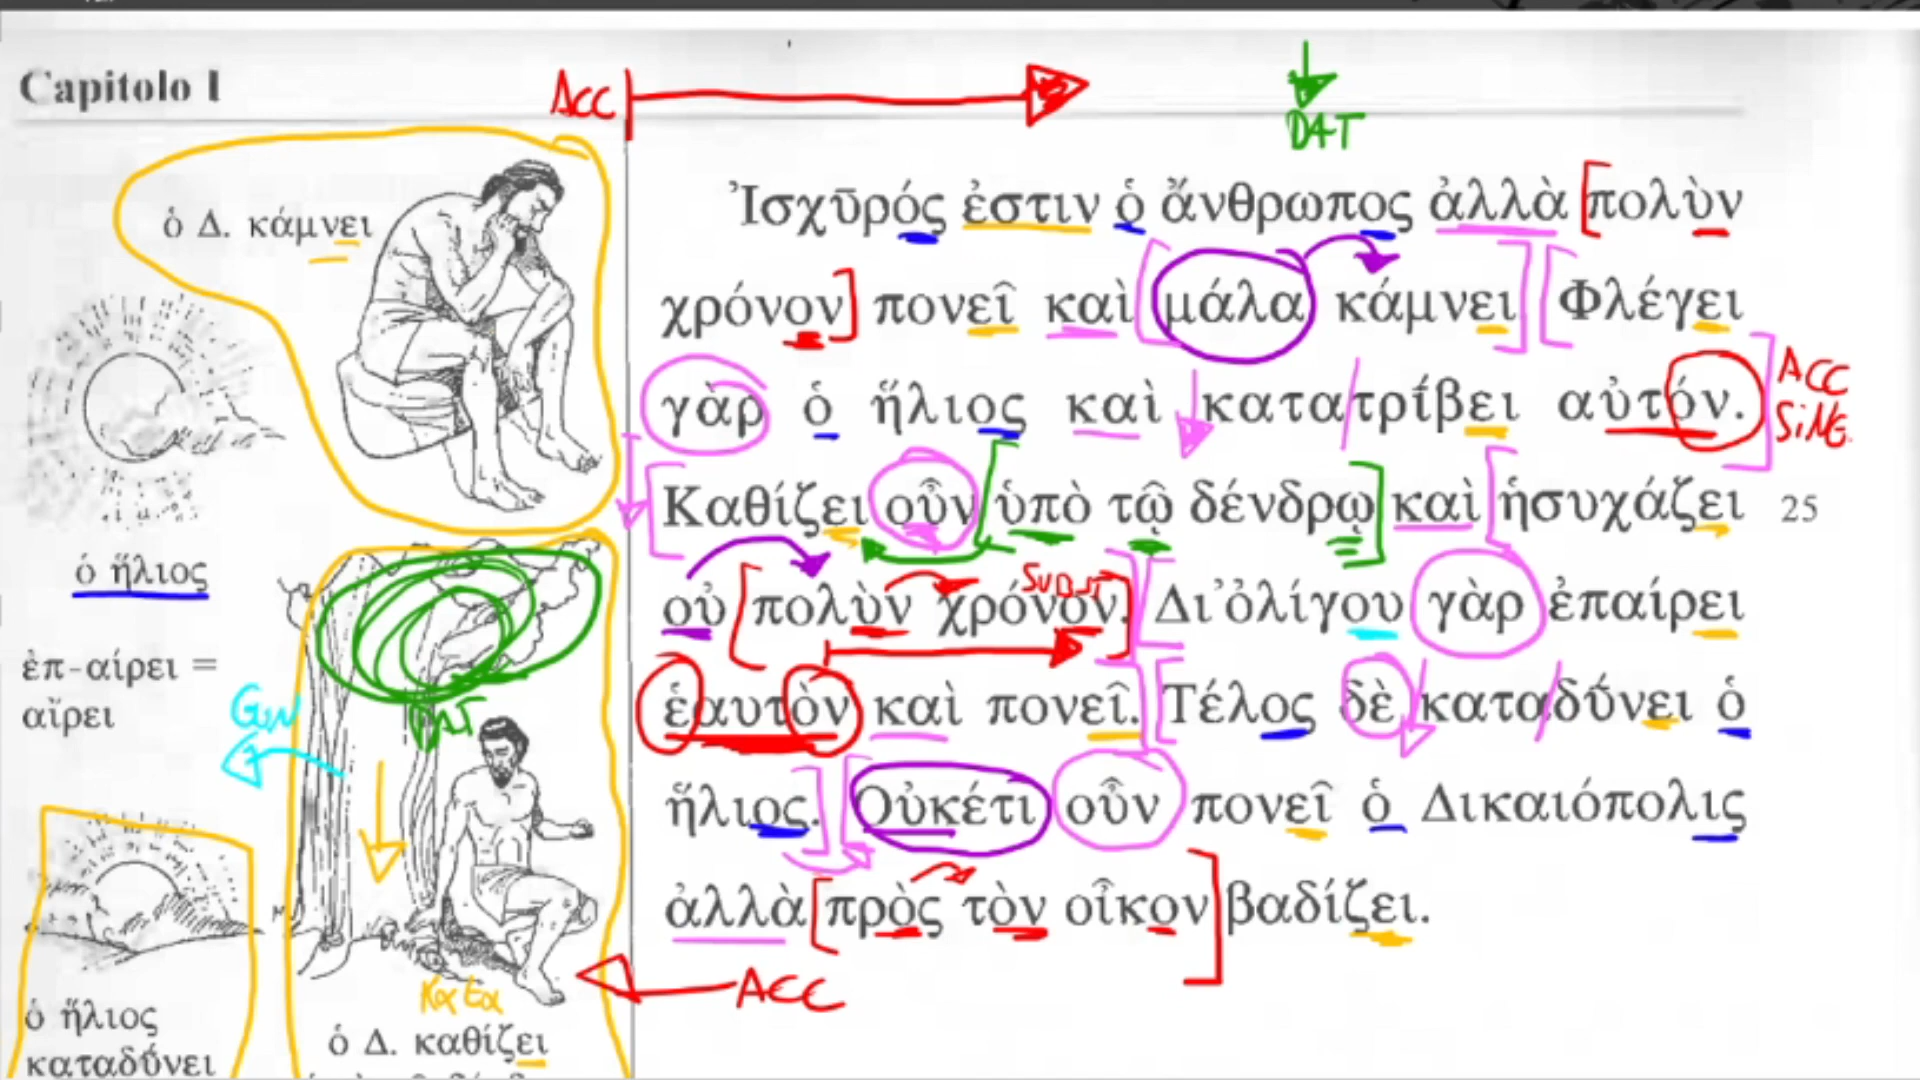 Capitolo I
ACC
DAT
ὁ Δ. κάμνει
Ἰσχῡρός ἐστιν ὁ ἄνθρωπος ἀλλὰ πολὺν
χρόνον πονεῖ καὶ μάλα κάμνει Φλέγει
γὰρ ὁ ἥλιος καὶ κατατρίβει αὐτόν.
ACC
SING.
Καθίζει οὖν ὑπὸ τῷ δένδρῳ καὶ ἡσυχάζει 25
οὐ πολὺν χρόνον. Δι᾽ὀλίγου γὰρ ἐπαίρει
ἑαυτὸν καὶ πονεῖ. Τέλος δὲ καταδύνει ὁ
ἥλιος. Οὐκέτι οὖν πονεῖ ὁ Δικαιόπολις
ἀλλὰ πρὸς τὸν οἶκον βαδίζει.
ACC
ὁ ἥλιος
ἐπ-αίρει =
αἴρει
GEN
DAT
ὁ ἥλιος
καταδύνει
ὁ Δ. καθίζει